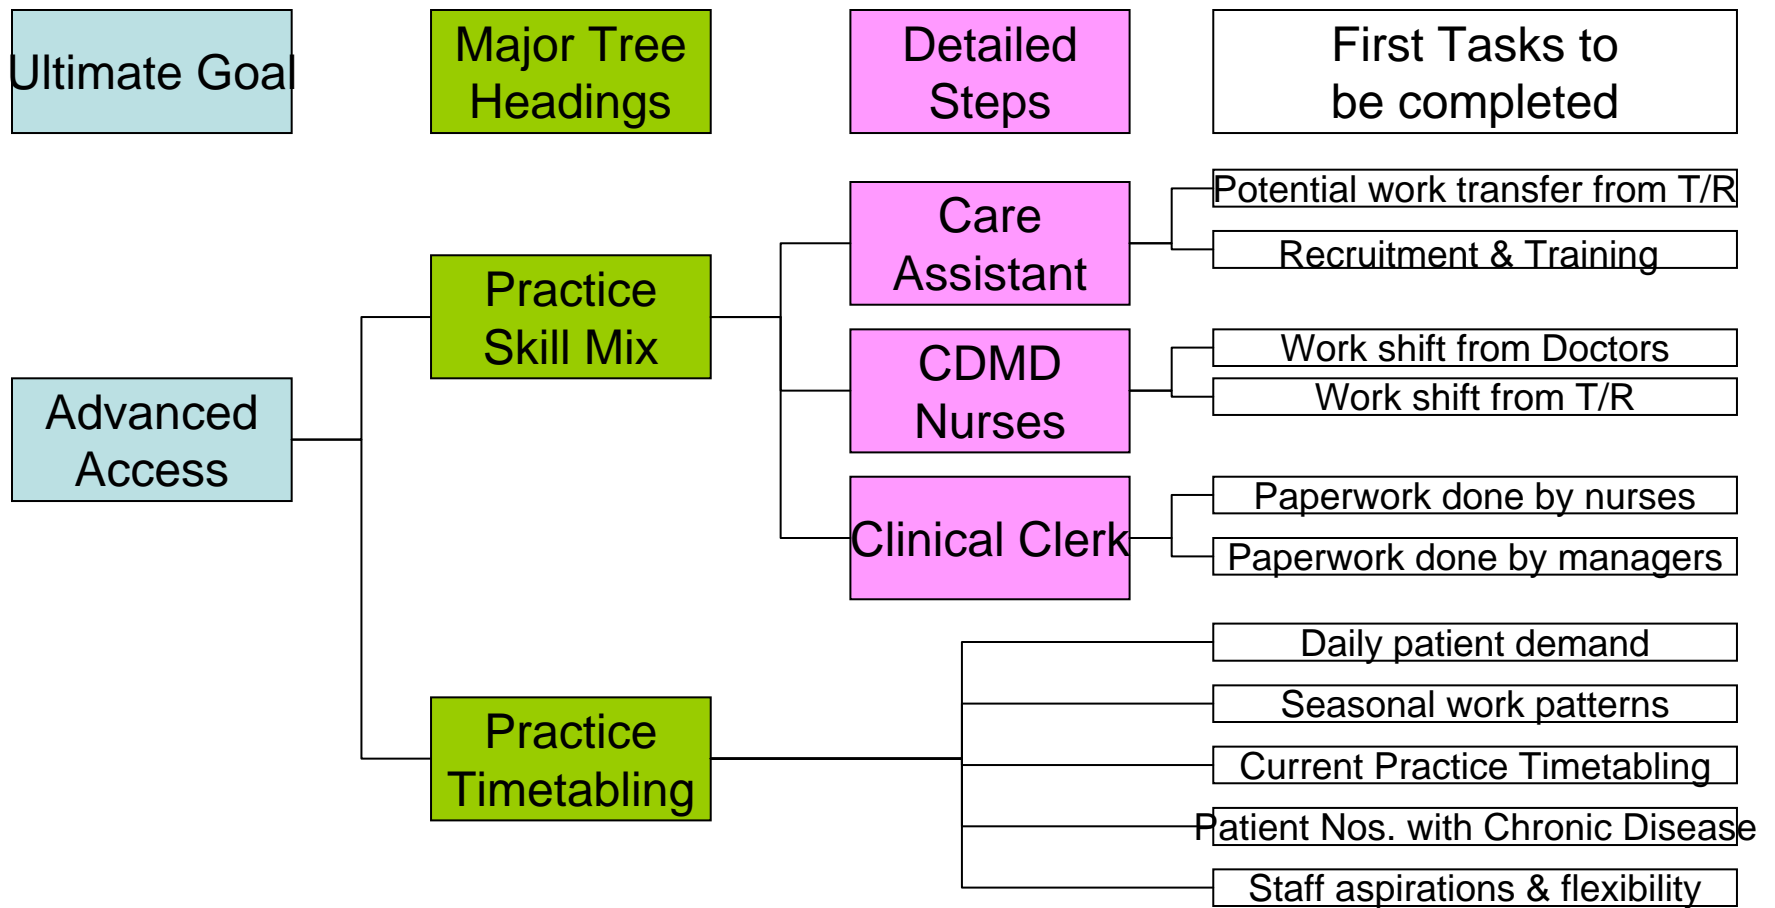 Ultimate Goal
Major Tree
Headings
Detailed
Steps
First Tasks to
be completed
Advanced
Access
Practice
Skill Mix
Care
Assistant
Potential work transfer from T/R
Recruitment & Training
CDMD
Nurses
Work shift from Doctors
Work shift from T/R
Clinical Clerk
Paperwork done by nurses
Paperwork done by managers
Practice
Timetabling
Daily patient demand
Seasonal work patterns
Current Practice Timetabling
Patient Nos. with Chronic Disease
Staff aspirations & flexibility